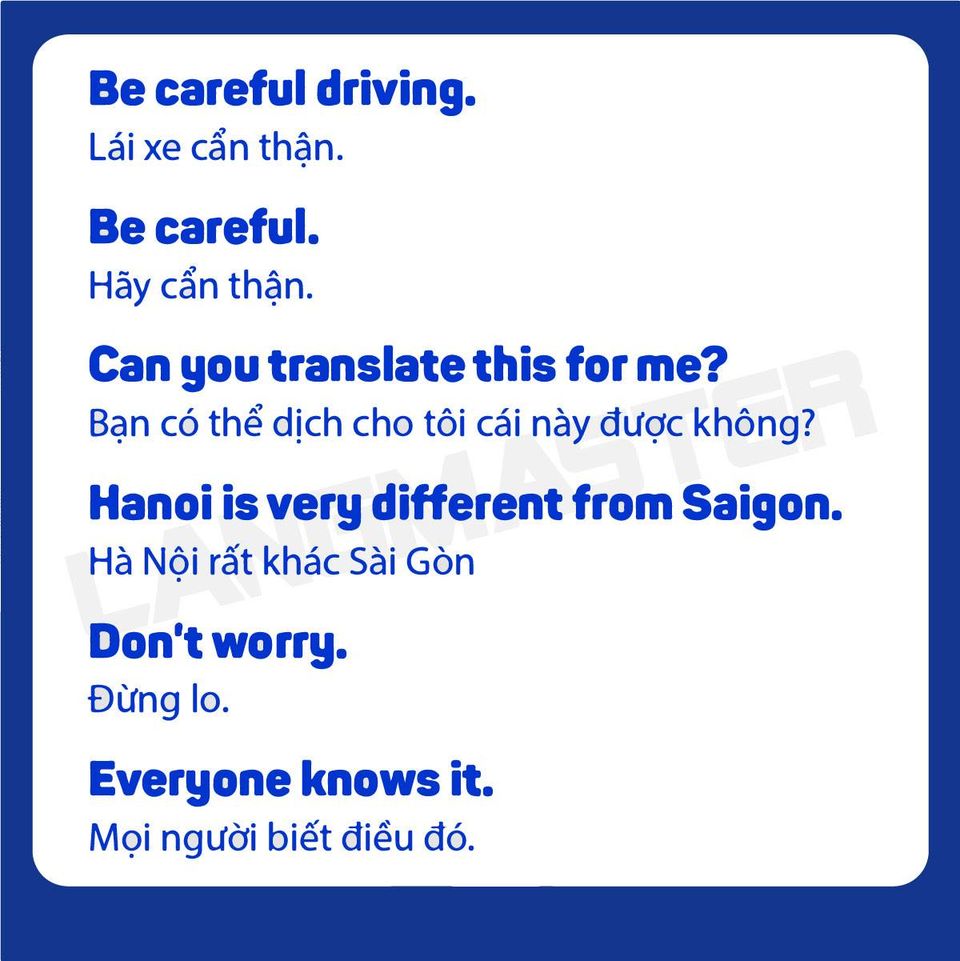 Be careful driving.
Lái xe cẩn thận.
Be careful.
Hãy cẩn thận.
Can you translate this for me?
Bạn có thể dịch cho tôi cái này được không?
Hanoi is very different from Saigon.
Hà Nội rất khác Sài Gòn
Don't worry.
Đừng lo.
Everyone knows it.
Mọi người biết điều đó.
LANGMASTER